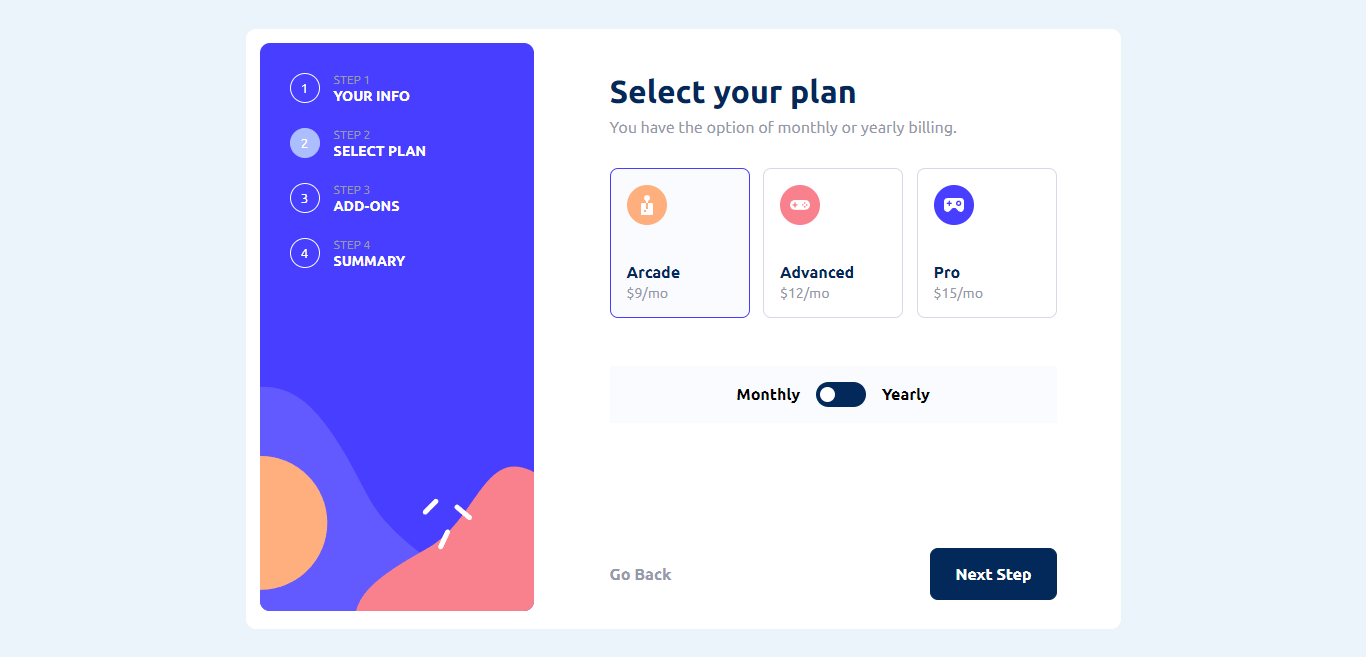 1
STEP 1
YOUR INFO
2
STEP 2
SELECT PLAN
3
STEP 3
ADD-ONS
4
STEP 4
SUMMARY
Select your plan
You have the option of monthly or yearly billing.
Arcade
$9/mo
Advanced
$12/mo
Pro
$15/mo
Monthly
Yearly
Go Back
Next Step